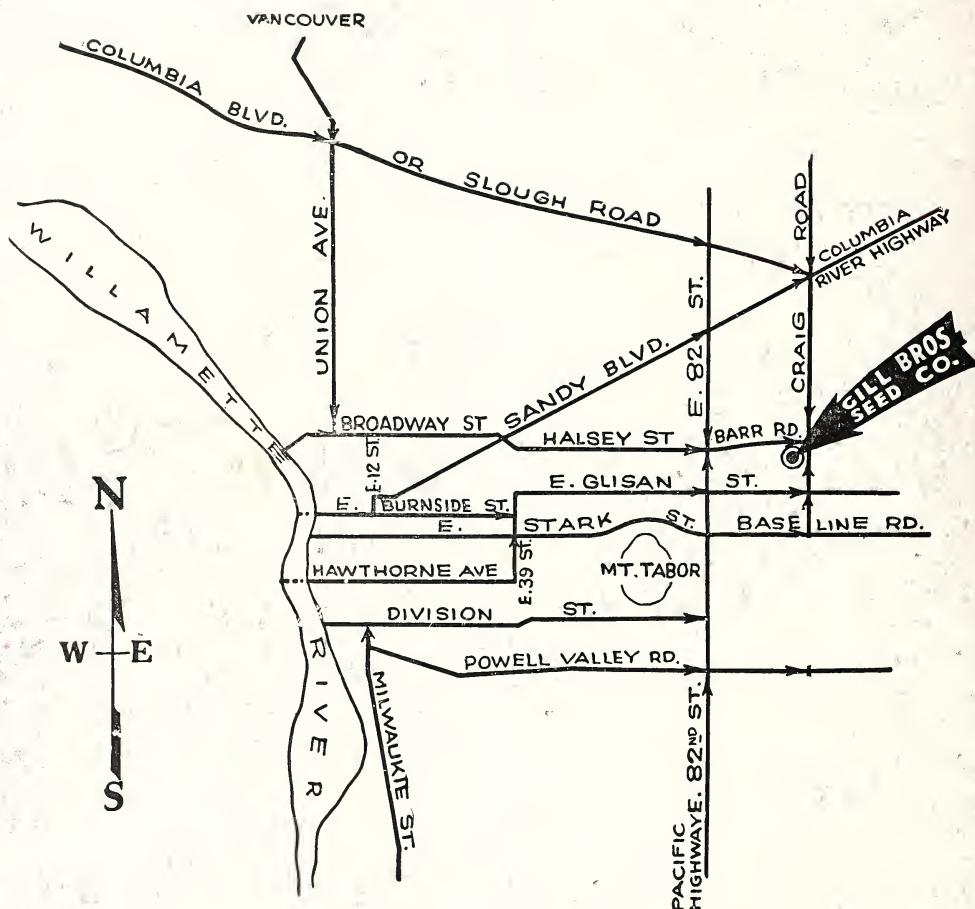 VANCOUVER
COLUMBIA BLVD.
OR SLOUGH ROAD
UNION AVE.
E. 82 ST.
CRAIG ROAD
COLUMBIA
RIVER HIGHWAY
WILLAMETTE
RIVER
SANDY BLVD.
GILL BROS
SEED CO.
BROADWAY ST
E.12 ST.
HALSEY ST
BARR RD.
E. GLISAN ST.
E. BURNSIDE ST.
E. STARK ST.
BASE LINE RD.
HAWTHORNE AVE
E.39 ST.
MT. TABOR
DIVISION ST.
POWELL VALLEY RD.
MILWAUKIE ST.
PACIFIC
HIGHWAY E. 82ND ST.
N
W E
S